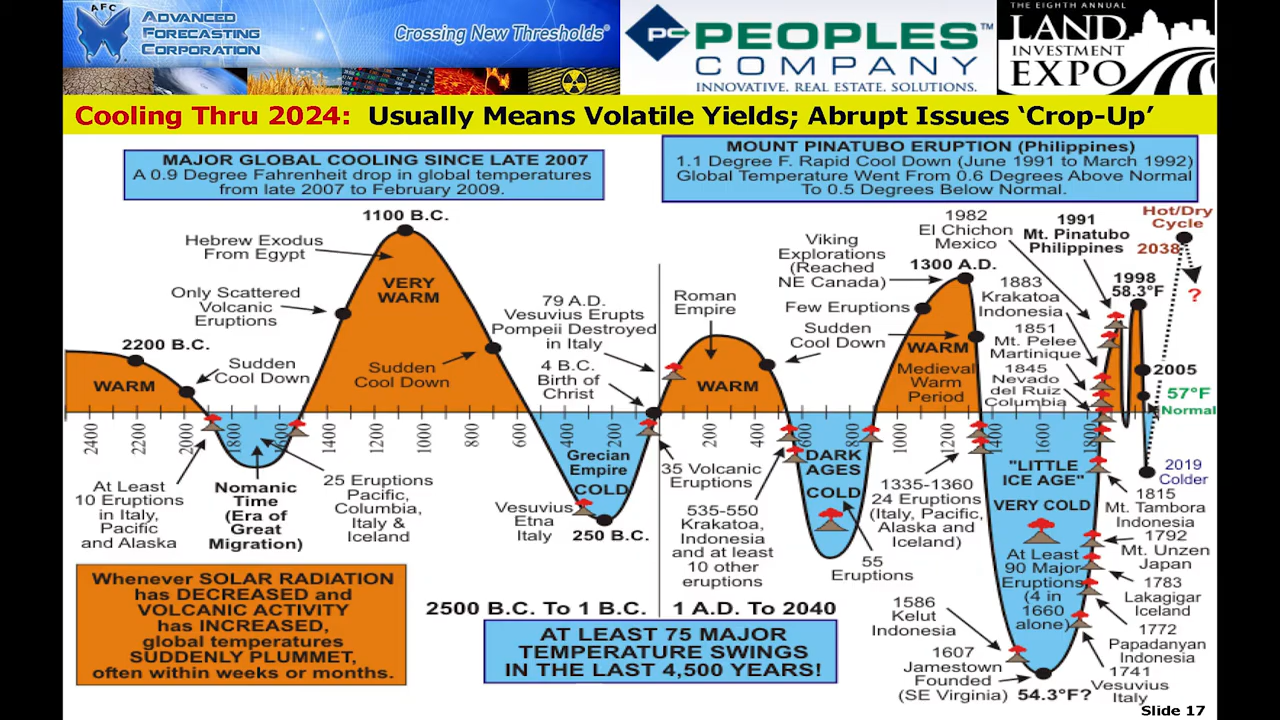 AFC
ADVANCED
FORECASTING
CORPORATION
Crossing New Thresholds®
PC
PEOPLES™
COMPANY
INNOVATIVE. REAL ESTATE. SOLUTIONS.
THE EIGHTH ANNUAL
LAND
INVESTMENT
EXPO
Cooling Thru 2024: Usually Means Volatile Yields; Abrupt Issues ‘Crop-Up’
MAJOR GLOBAL COOLING SINCE LATE 2007
A 0.9 Degree Fahrenheit drop in global temperatures
from late 2007 to February 2009.
MOUNT PINATUBO ERUPTION (Philippines)
1.1 Degree F. Rapid Cool Down (June 1991 to March 1992)
Global Temperature Went From 0.6 Degrees Above Normal
To 0.5 Degrees Below Normal.
2200 B.C.
WARM
Sudden
Cool Down
Only Scattered
Volcanic
Eruptions
Hebrew Exodus
From Egypt
1100 B.C.
VERY
WARM
Sudden
Cool Down
79 A.D.
Vesuvius Erupts
Pompeii Destroyed
in Italy
4 B.C.
Birth of
Christ
Roman
Empire
WARM
Sudden
Cool Down
Few Eruptions
Viking
Explorations
(Reached
NE Canada)
1300 A.D.
WARM
Medieval
Warm
Period
1982
El Chichon
Mexico
1991
Mt. Pinatubo
Philippines
1883
Krakatoa
Indonesia
1851
Mt. Pelee
Martinique
1845
Nevado
del Ruiz
Columbia
1998
58.3°F
Hot/Dry
Cycle
2038
?
2005
57°F
Normal
2019
Colder
2400
2200
2000
1800
1600
1400
1200
1000
800
600
400
200
200
400
600
800
1000
1200
1400
1600
1800
At Least
10 Eruptions
in Italy,
Pacific
and Alaska
Nomanic
Time
(Era of
Great
Migration)
25 Eruptions
Pacific,
Columbia,
Italy &
Iceland
Grecian
Empire
COLD
Vesuvius
Etna
Italy
250 B.C.
35 Volcanic
Eruptions
535-550
Krakatoa,
Indonesia
and at least
10 other
eruptions
DARK
AGES
COLD
55
Eruptions
1335-1360
24 Eruptions
(Italy, Pacific,
Alaska and
Iceland)
"LITTLE
ICE AGE"
VERY COLD
At Least
90 Major
Eruptions
(4 in
1660
alone)
1815
Mt. Tambora
Indonesia
1792
Mt. Unzen
Japan
1783
Lakagigar
Iceland
1772
Papadanyan
Indonesia
1741
Vesuvius
Italy
1586
Kelut
Indonesia
1607
Jamestown
Founded
(SE Virginia)
54.3°F?
Whenever SOLAR RADIATION
has DECREASED and
VOLCANIC ACTIVITY
has INCREASED,
global temperatures
SUDDENLY PLUMMET,
often within weeks or months.
2500 B.C. To 1 B.C.
1 A.D. To 2040
AT LEAST 75 MAJOR
TEMPERATURE SWINGS
IN THE LAST 4,500 YEARS!
Slide 17